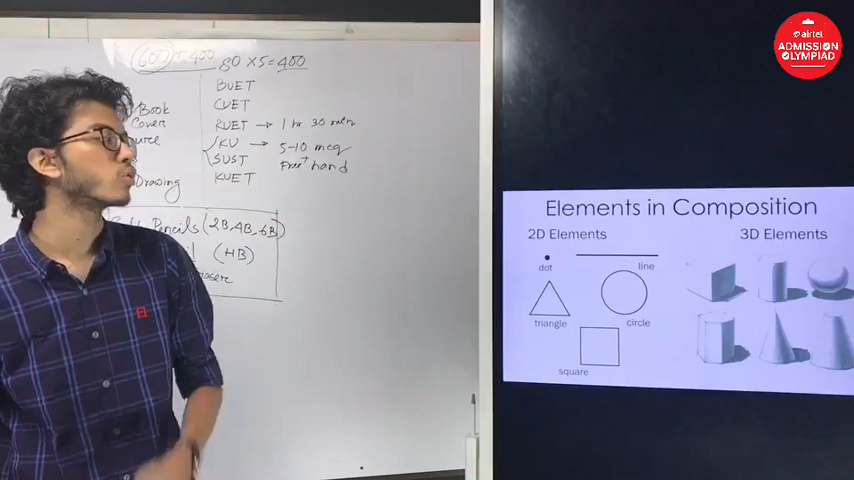 600 + 400
80 × 5 = 400
BUET
CUET
RUET → 1 hr 30 min
KU → 5-10 mcq
SUST
+
Free hand
KUET
Book
Cover
Drawing
Pencils (2B, 4B, 6B)
(HB)
airtel
ADMISSION
OLYMPIAD
Elements in Composition
2D Elements
3D Elements
dot
line
triangle
circle
square